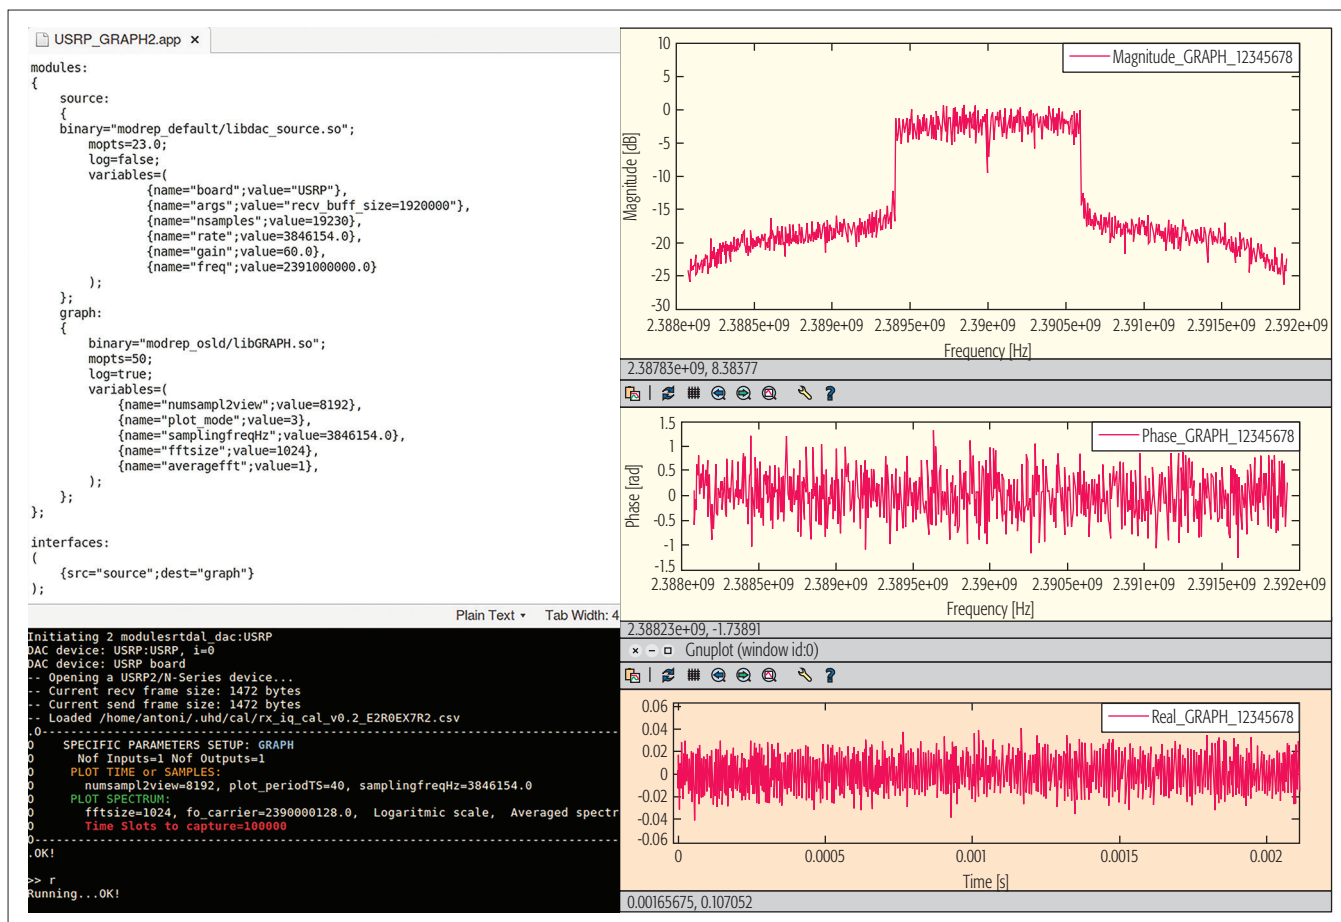 USRP_GRAPH2.app ×
modules:
{
source:
{
binary="modrep_default/libdac_source.so";
mopts=23.0;
log=false;
variables=(
{name="board";value="USRP"},
{name="args";value="recv_buff_size=1920000"},
{name="nsamples";value=19230},
{name="rate";value=3846154.0},
{name="gain";value=60.0},
{name="freq";value=2391000000.0}
);
};
graph:
{
binary="modrep_osld/libGRAPH.so";
mopts=50;
log=true;
variables=(
{name="numsampl2view";value=8192},
{name="plot_mode";value=3},
{name="samplingfreqHz";value=3846154.0},
{name="fftsize";value=1024},
{name="averagefft";value=1},
);
};
};
interfaces:
(
{src="source";dest="graph"}
);
Plain Text Tab Width: 4
Initiating 2 modulesrtdal_dac:USRP
DAC device: USRP:USRP, i=0
DAC device: USRP board
-- Opening a USRP2/N-Series device...
-- Current recv frame size: 1472 bytes
-- Current send frame size: 1472 bytes
-- Loaded /home/antoni/.uhd/cal/rx_iq_cal_v0.2_E2R0EX7R2.csv
.O--------------------------------------------------
O SPECIFIC PARAMETERS SETUP: GRAPH
O Nof Inputs=1 Nof Outputs=1
O PLOT TIME or SAMPLES:
O numsampl2view=8192, plot_periodTS=40, samplingfreqHz=3846154.0
O PLOT SPECTRUM:
O fftsize=1024, fo_carrier=2390000128.0, Logaritmic scale, Averaged spectr
O Time Slots to capture=100000
O--------------------------------------------------
.OK!
>> r
Running...OK!
Magnitude_GRAPH_12345678
Magnitude [dB]
10
5
0
-5
-10
-15
-20
-25
-30
2.388e+09 2.3885e+09 2.389e+09 2.3895e+09 2.39e+09 2.3905e+09 2.391e+09 2.3915e+09 2.392e+09
Frequency [Hz]
2.38783e+09, 8.38377
Phase_GRAPH_12345678
Phase [rad]
1.5
1
0.5
0
-0.5
-1
-1.5
2.388e+09 2.3885e+09 2.389e+09 2.3895e+09 2.39e+09 2.3905e+09 2.391e+09 2.3915e+09 2.392e+09
Frequency [Hz]
2.38823e+09, -1.73891
Gnuplot (window id:0)
Real_GRAPH_12345678
0.06
0.04
0.02
0
-0.02
-0.04
-0.06
0 0.0005 0.001 0.0015 0.002
Time [s]
0.00165675, 0.107052